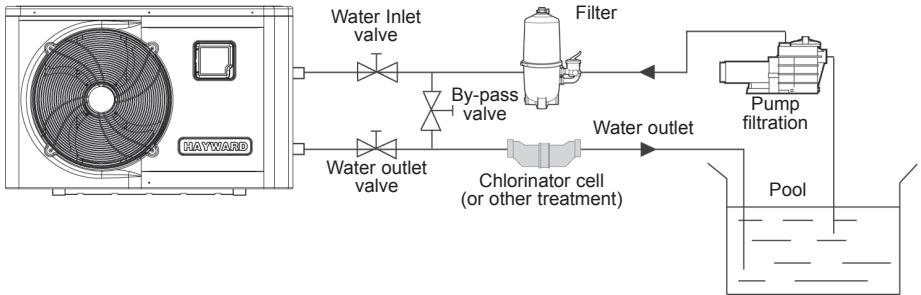 Water Inlet
valve
Filter
By-pass
valve
Pump
filtration
HAYWARD
Water outlet
valve
Water outlet
Chlorinator cell
(or other treatment)
Pool